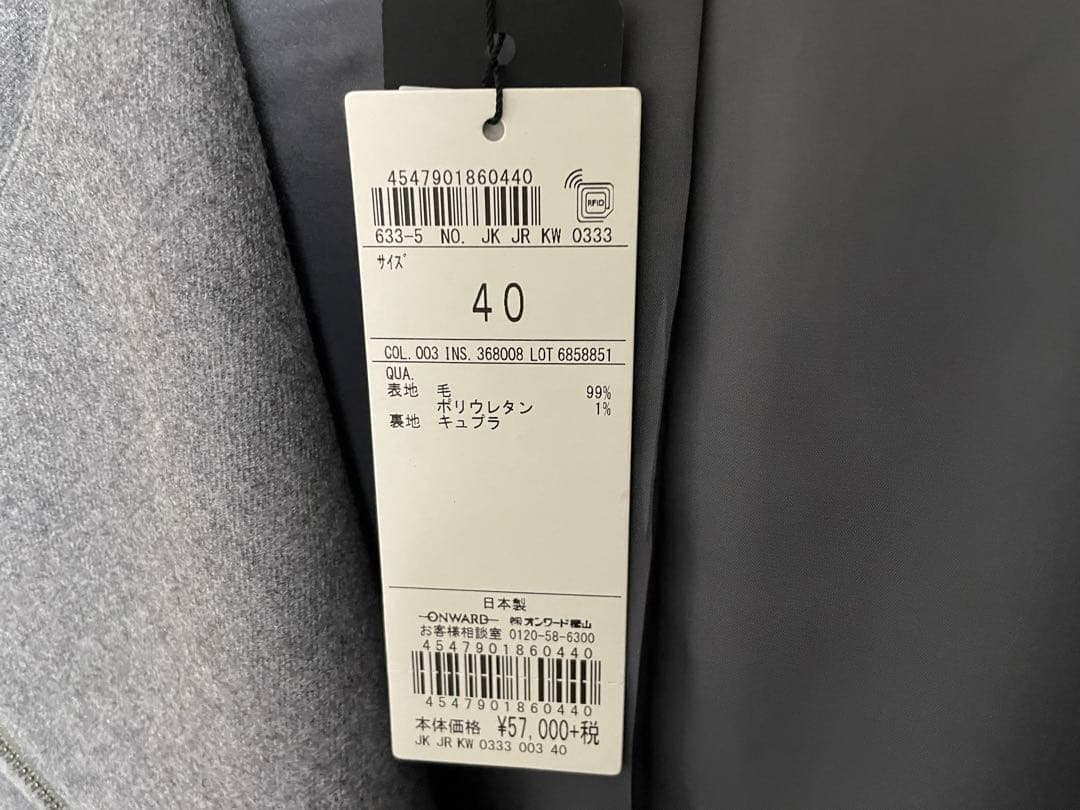 4547901860440
RFID
633-5 NO. JK JR KW 0333
ｻｲｽﾞ
40
COL.003 INS.368008 LOT 6858851
QUA.
表地 毛 99%
ポリウレタン 1%
裏地 キュプラ
日本製
ONWARD ㈱オンワード樫山
お客様相談室 0120-58-6300
4547901860440
4547901860440
本体価格 ¥57,000+税
JK JR KW 0333 003 40